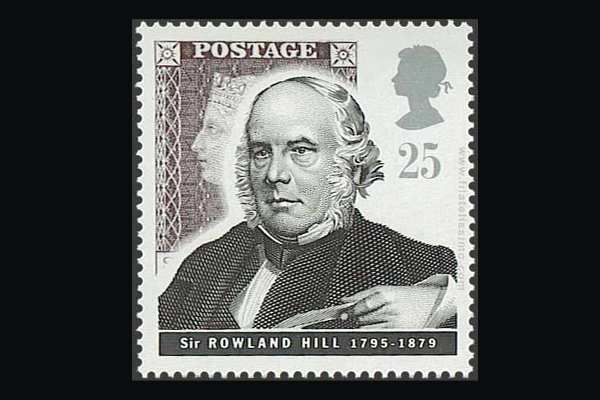 POSTAGE
25
Sir ROWLAND HILL 1795-1879